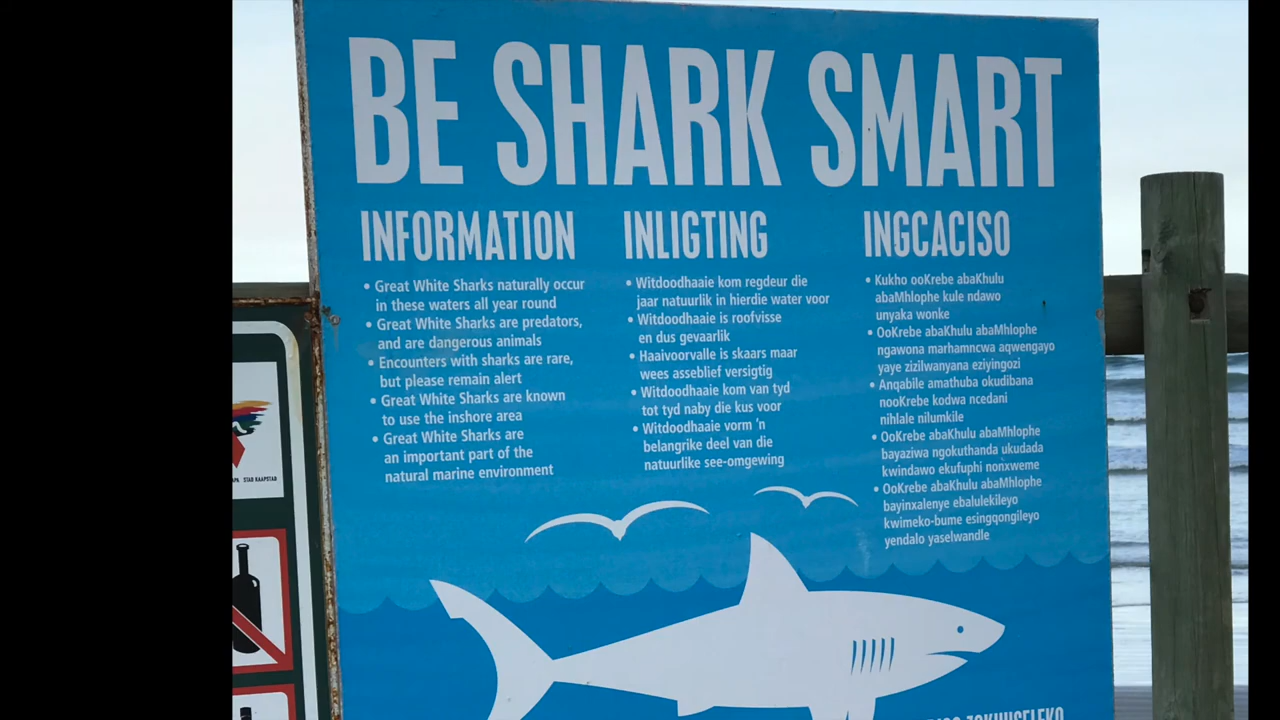 BE SHARK SMART
INFORMATION
• Great White Sharks naturally occur
in these waters all year round
• Great White Sharks are predators,
and are dangerous animals
• Encounters with sharks are rare,
but please remain alert
• Great White Sharks are known
to use the inshore area
• Great White Sharks are
an important part of the
natural marine environment
INLIGTING
• Witdoodhaaie kom regdeur die
jaar natuurlik in hierdie water voor
• Witdoodhaaie is roofvisse
en dus gevaarlik
• Haaivoorvalle is skaars maar
wees asseblief versigtig
• Witdoodhaaie kom van tyd
tot tyd naby die kus voor
• Witdoodhaaie vorm 'n
belangrike deel van die
natuurlike see-omgewing
INGCACISO
• Kukho ooKrebe abaKhulu
abaMhlophe kule ndawo
unyaka wonke
• OoKrebe abaKhulu abaMhlophe
ngawona marhamncwa aqwengayo
yaye zizilwanyana eziyingozi
• Anqabile amathuba okudibana
nooKrebe kodwa ncedani
nihlale nilumkile
• OoKrebe abaKhulu abaMhlophe
bayaziwa ngokuthanda ukudada
kwindawo ekufuphi nonxweme
• OoKrebe abaKhulu abaMhlophe
bayinxalenye ebalulekileyo
kwimeko-bume esingqongileyo
yendalo yaselwandle
STAD KAAPSTAD